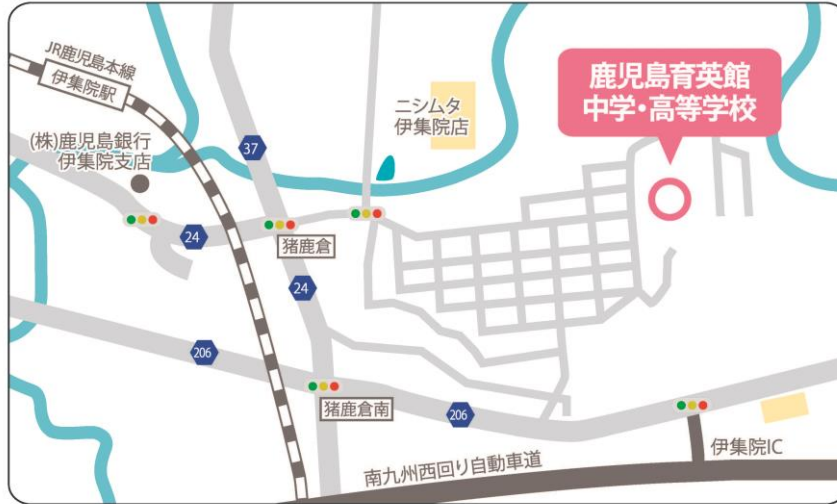 JR鹿児島本線
伊集院駅
(株)鹿児島銀行
伊集院支店
37
ニシムタ
伊集院店
鹿児島育英館
中学・高等学校
24
猪鹿倉
24
206
猪鹿倉南
206
伊集院IC
南九州西回り自動車道